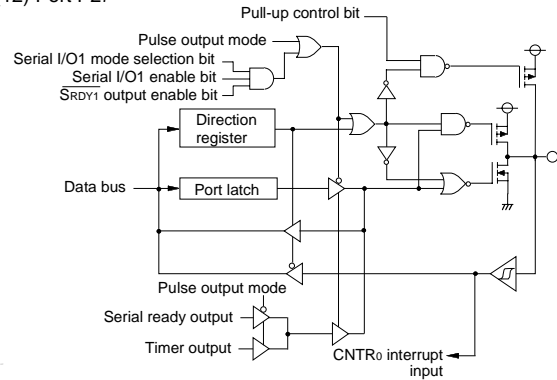 Pull-up control bit
Pulse output mode
Serial I/O1 mode selection bit
Serial I/O1 enable bit
SRDY1 output enable bit
Direction
register
Data bus
Port latch
Pulse output mode
Serial ready output
Timer output
CNTR0 interrupt
input